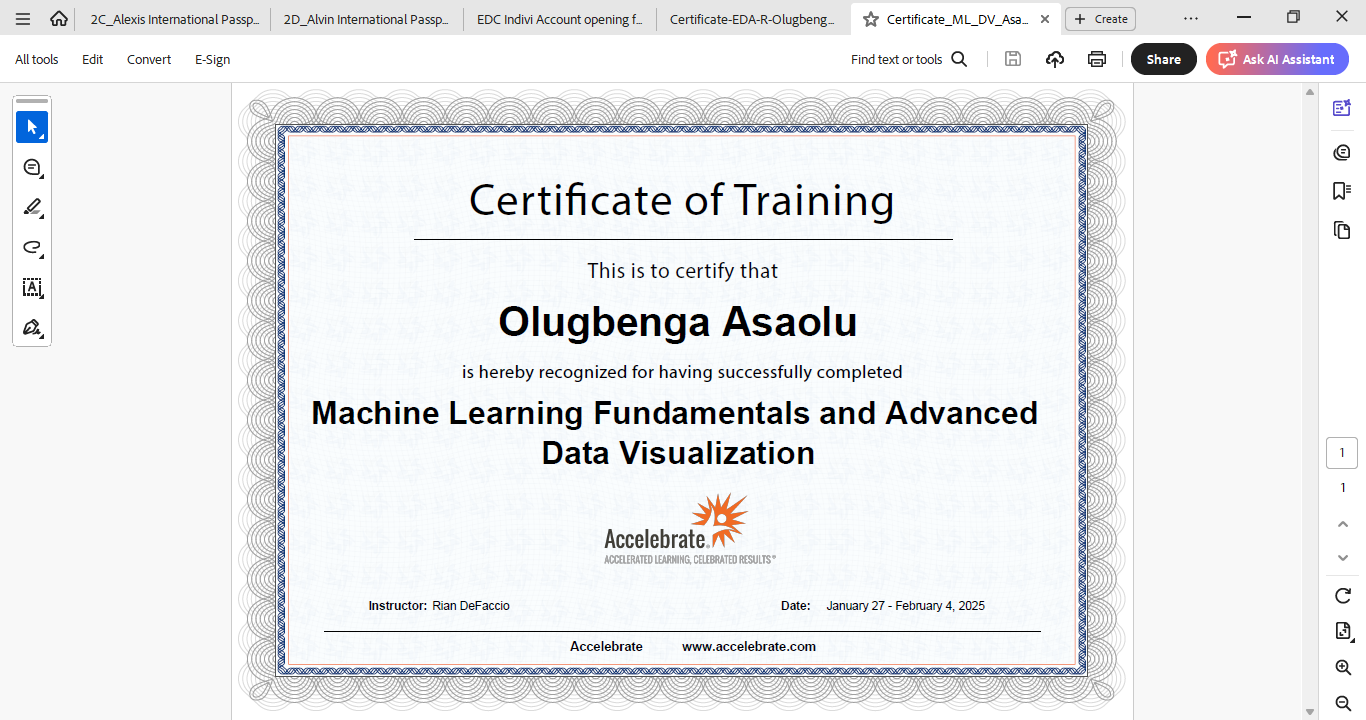 2C_Alexis International Passp...
2D_Alvin International Passp...
EDC Indivi Account opening f...
Certificate-EDA-R-Olugbeng...
Certificate_ML_DV_Asa...
Create
All tools
Edit
Convert
E-Sign
Find text or tools
Share
Ask AI Assistant
Certificate of Training
This is to certify that
Olugbenga Asaolu
is hereby recognized for having successfully completed
Machine Learning Fundamentals and Advanced
Data Visualization
Accelebrate®
ACCELERATED LEARNING, CELEBRATED RESULTS®
Instructor: Rian DeFaccio
Date: January 27 - February 4, 2025
Accelebrate www.accelebrate.com
1
1